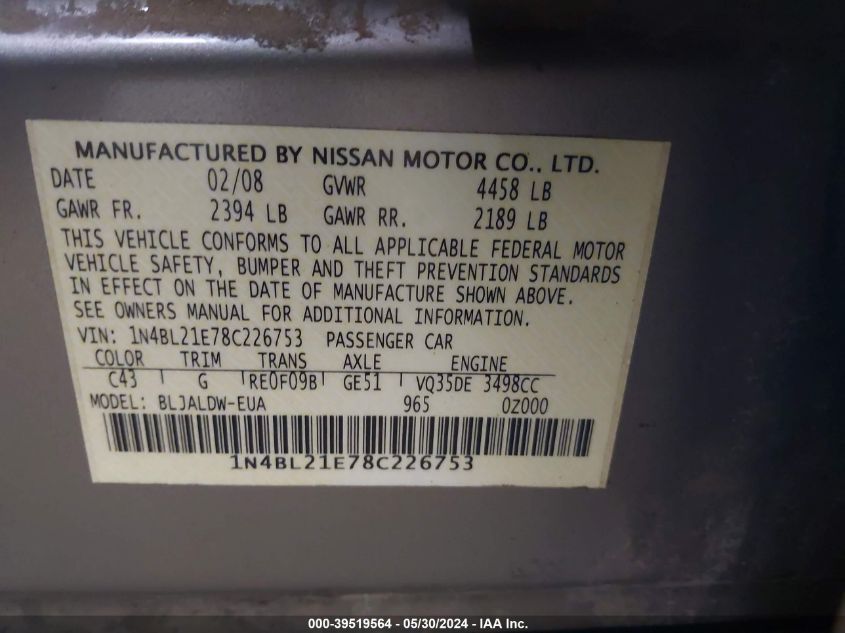 MANUFACTURED BY NISSAN MOTOR CO., LTD.
DATE 02/08 GVWR 4458 LB
GAWR FR. 2394 LB GAWR RR. 2189 LB
THIS VEHICLE CONFORMS TO ALL APPLICABLE FEDERAL MOTOR
VEHICLE SAFETY, BUMPER AND THEFT PREVENTION STANDARDS
IN EFFECT ON THE DATE OF MANUFACTURE SHOWN ABOVE.
SEE OWNERS MANUAL FOR ADDITIONAL INFORMATION.
VIN: 1N4BL21E78C226753 PASSENGER CAR
COLOR TRIM TRANS AXLE ENGINE
C43 G RE0F09B GE51 VQ35DE 3498CC
MODEL: BLJALDW-EUA 965 0Z000
1N4BL21E78C226753
000-39519564 - 05/30/2024 - IAA Inc.